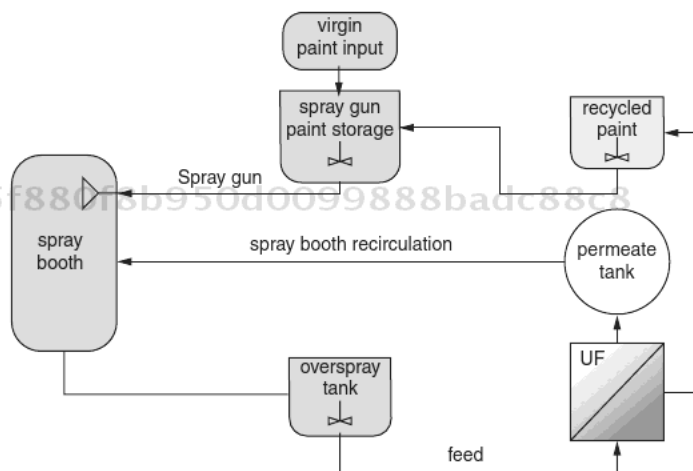 virgin
paint input
spray gun
paint storage
recycled
paint
Spray gun
f880f8b950d0099888badc88c8
spray
booth
spray booth recirculation
permeate
tank
UF
overspray
tank
feed